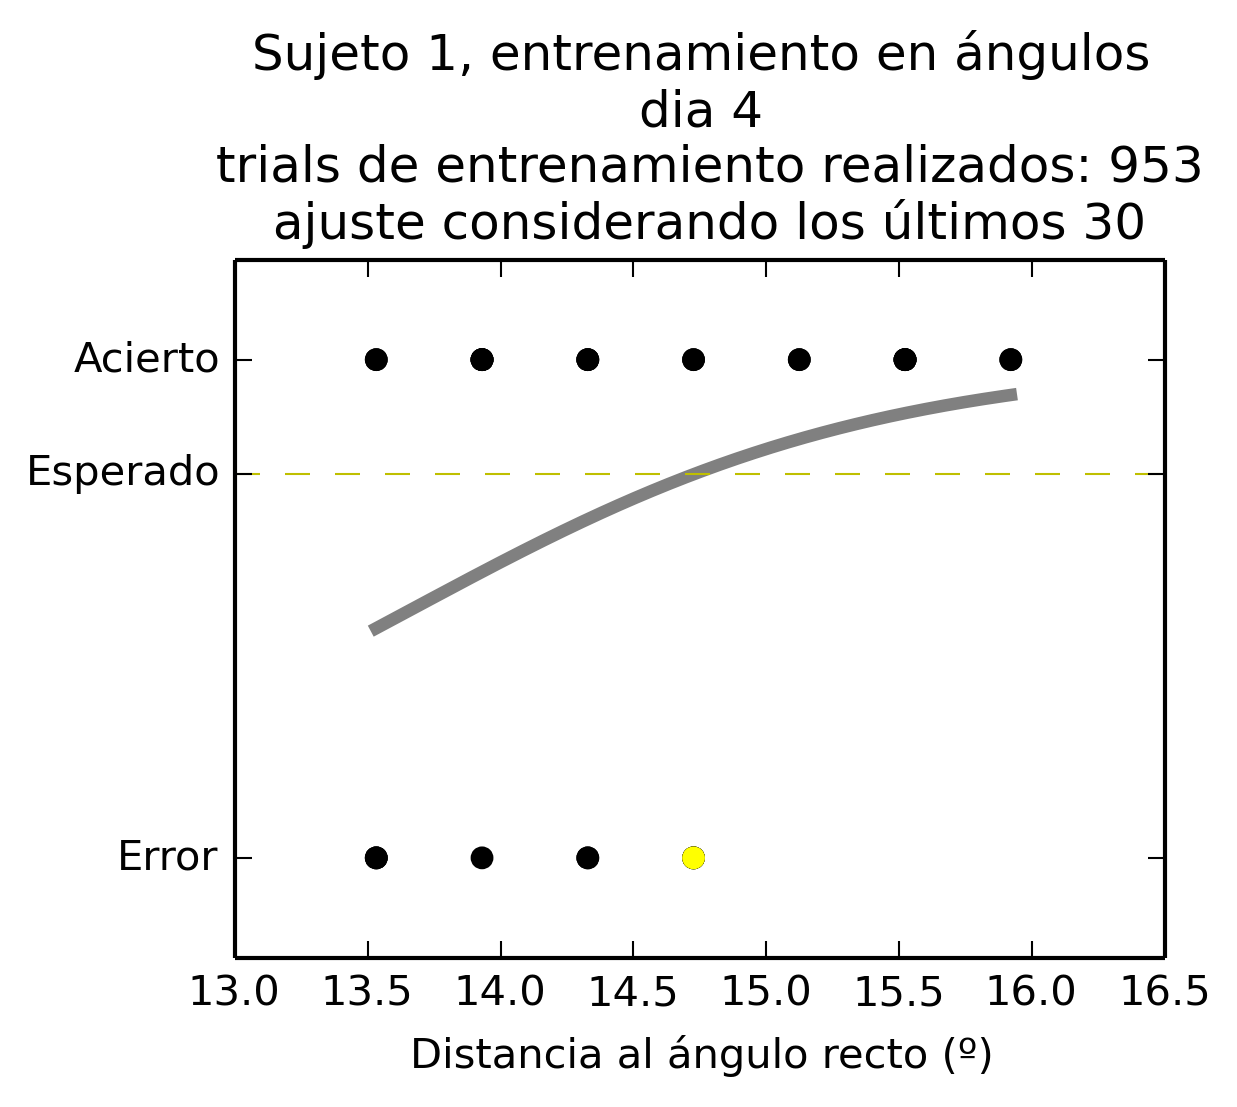 Sujeto 1, entrenamiento en ángulos
dia 4
trials de entrenamiento realizados: 953
ajuste considerando los últimos 30
Acierto
Esperado
Error
13.0 13.5 14.0 14.5 15.0 15.5 16.0 16.5
Distancia al ángulo recto (º)